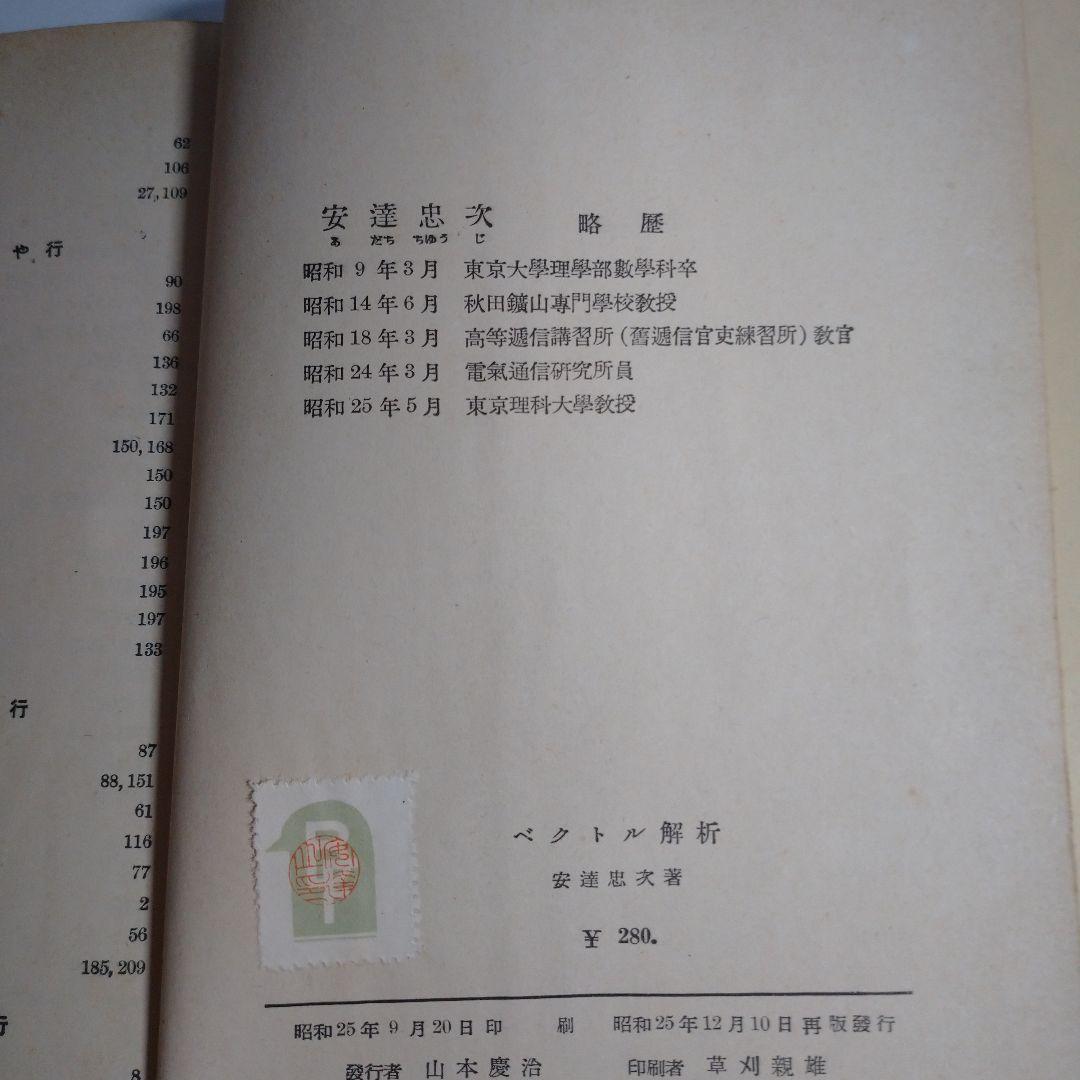 62
106
27, 109
や行
90
198
66
136
132
171
150, 168
150
150
197
196
195
197
133
行
87
88, 151
61
116
77
2
56
185, 209
行
8
安達忠次 略歴
あ だち ちゆう じ
昭和 9 年 3 月 東京大學理學部數學科卒
昭和 14 年 6 月 秋田鑛山專門學校敎授
昭和 18 年 3 月 高等遞信講習所(舊遞信官吏練習所)敎官
昭和 24 年 3 月 電氣通信硏究所員
昭和 25 年 5 月 東京理科大學敎授
ベクトル解析
安達忠次著
¥ 280.
昭和25年 9 月 20日 印 刷 昭和25年12月10日 再版發行
發行者 山本慶治 印刷者 草刈親雄